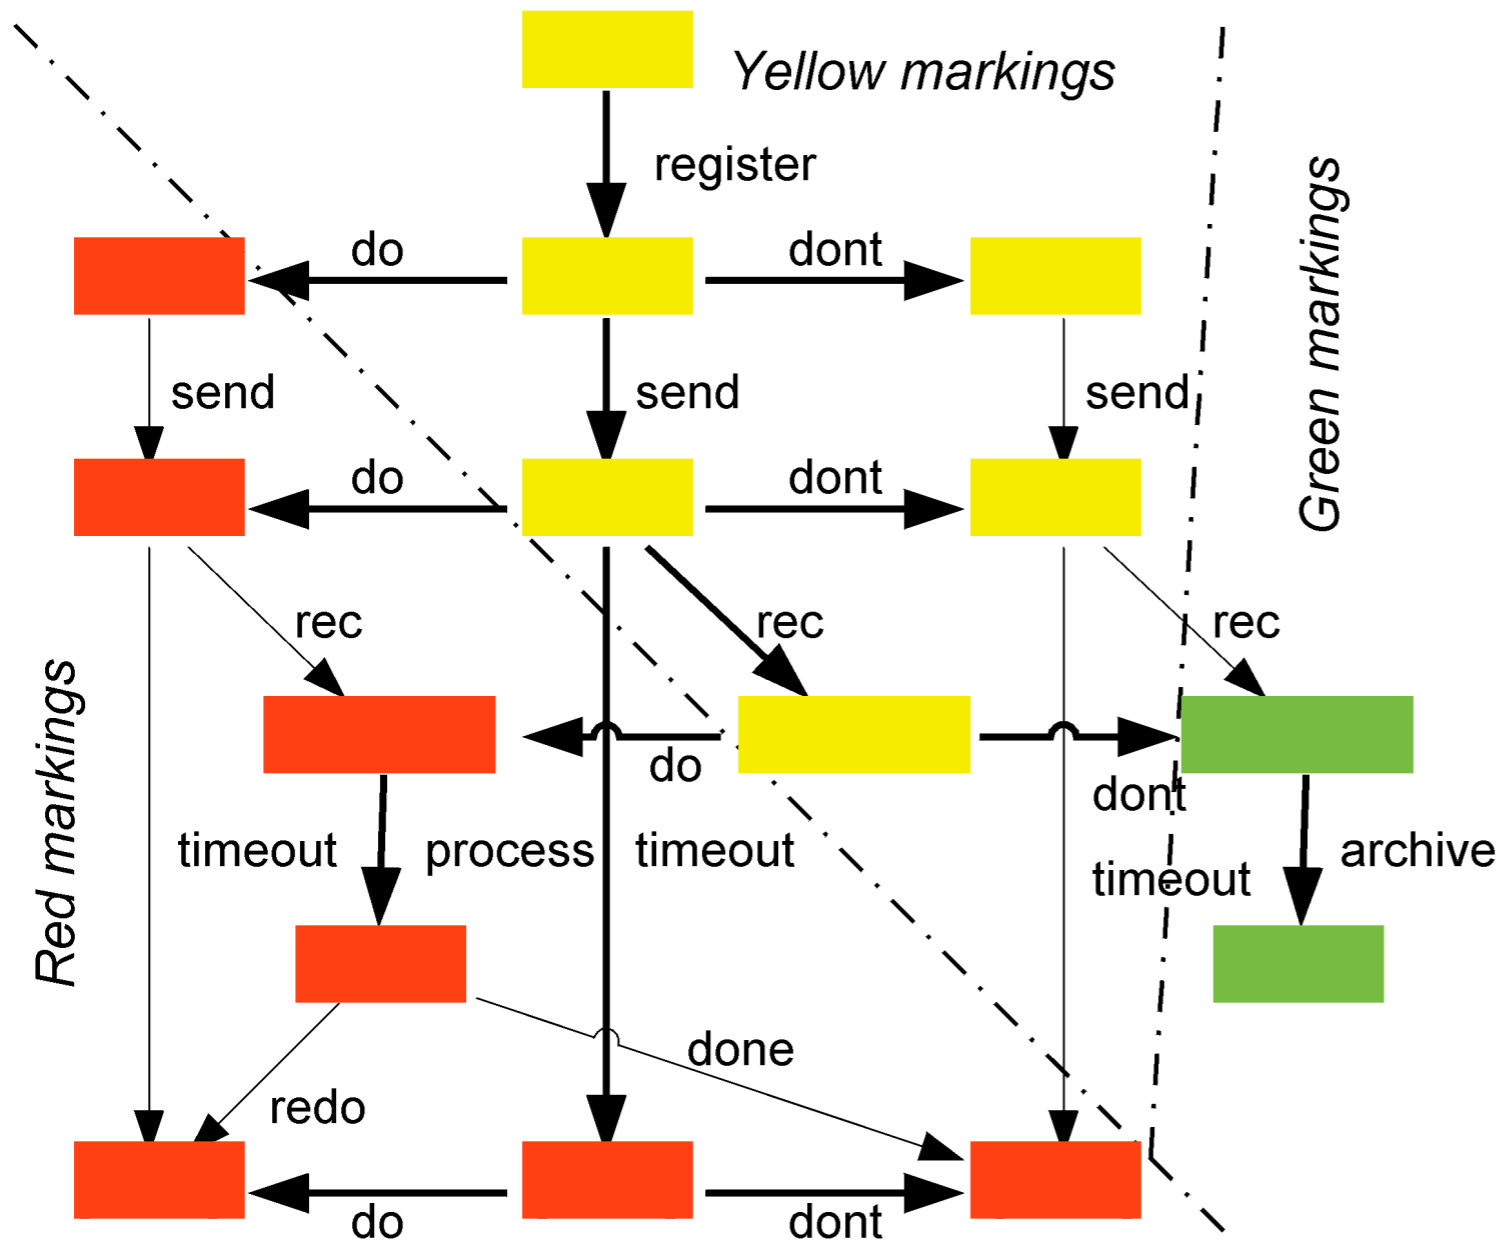 Yellow markings
register
Green markings
do
dont
send
send
send
do
dont
rec
rec
rec
Red markings
do
dont
timeout
process
timeout
archive
timeout
done
redo
do
dont